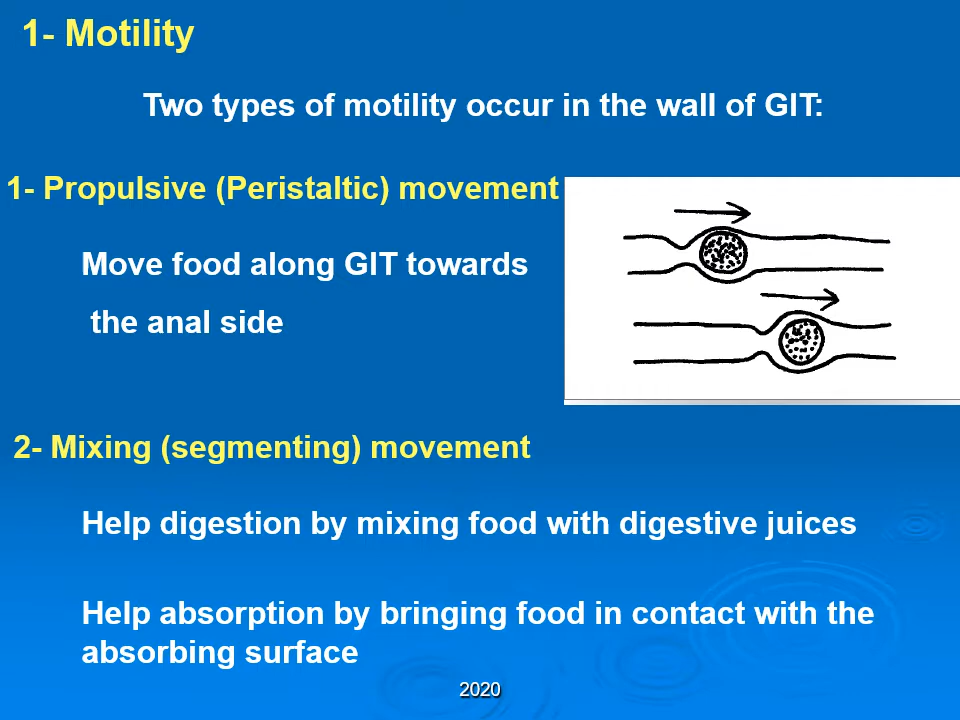 1- Motility
Two types of motility occur in the wall of GIT:
1- Propulsive (Peristaltic) movement
Move food along GIT towards
the anal side
2- Mixing (segmenting) movement
Help digestion by mixing food with digestive juices
Help absorption by bringing food in contact with the
absorbing surface
2020